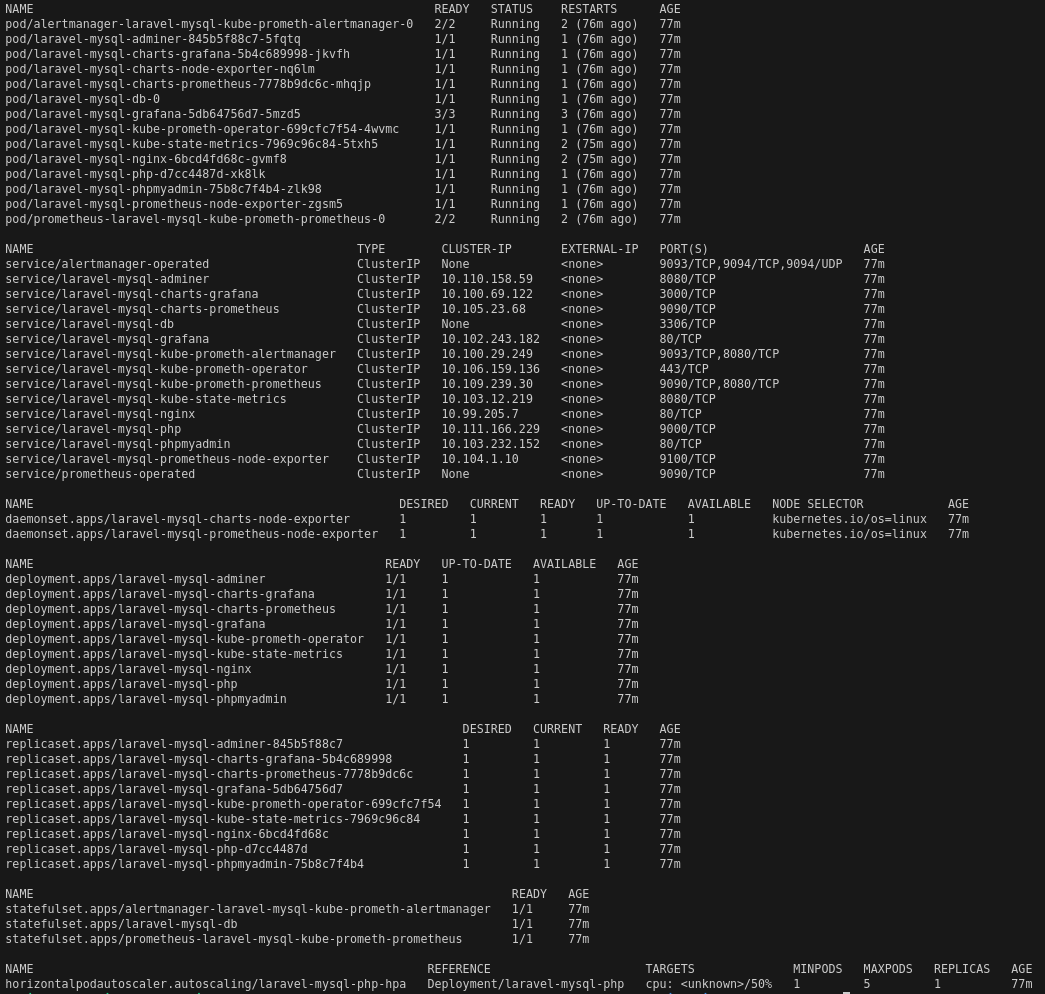 NAME READY STATUS RESTARTS AGE
pod/alertmanager-laravel-mysql-kube-prometh-alertmanager-0 2/2 Running 2 (76m ago) 77m
pod/laravel-mysql-adminer-845b5f88c7-5fqtq 1/1 Running 1 (76m ago) 77m
pod/laravel-mysql-charts-grafana-5b4c689998-jkvfh 1/1 Running 1 (76m ago) 77m
pod/laravel-mysql-charts-node-exporter-nq6lm 1/1 Running 1 (76m ago) 77m
pod/laravel-mysql-charts-prometheus-7778b9dc6c-mhqjp 1/1 Running 1 (76m ago) 77m
pod/laravel-mysql-db-0 1/1 Running 1 (76m ago) 77m
pod/laravel-mysql-grafana-5db64756d7-5mzd5 3/3 Running 3 (76m ago) 77m
pod/laravel-mysql-kube-prometh-operator-699cfc7f54-4wvmc 1/1 Running 1 (76m ago) 77m
pod/laravel-mysql-kube-state-metrics-7969c96c84-5txh5 1/1 Running 2 (75m ago) 77m
pod/laravel-mysql-nginx-6bcd4fd68c-gvmf8 1/1 Running 2 (75m ago) 77m
pod/laravel-mysql-php-d7cc4487d-xk8lk 1/1 Running 1 (76m ago) 77m
pod/laravel-mysql-phpmyadmin-75b8c7f4b4-zlk98 1/1 Running 1 (76m ago) 77m
pod/laravel-mysql-prometheus-node-exporter-zgsm5 1/1 Running 1 (76m ago) 77m
pod/prometheus-laravel-mysql-kube-prometh-prometheus-0 2/2 Running 2 (76m ago) 77m
NAME TYPE CLUSTER-IP EXTERNAL-IP PORT(S) AGE
service/alertmanager-operated ClusterIP None <none> 9093/TCP,9094/TCP,9094/UDP 77m
service/laravel-mysql-adminer ClusterIP 10.110.158.59 <none> 8080/TCP 77m
service/laravel-mysql-charts-grafana ClusterIP 10.100.69.122 <none> 3000/TCP 77m
service/laravel-mysql-charts-prometheus ClusterIP 10.105.23.68 <none> 9090/TCP 77m
service/laravel-mysql-db ClusterIP None <none> 3306/TCP 77m
service/laravel-mysql-grafana ClusterIP 10.102.243.182 <none> 80/TCP 77m
service/laravel-mysql-kube-prometh-alertmanager ClusterIP 10.100.29.249 <none> 9093/TCP,8080/TCP 77m
service/laravel-mysql-kube-prometh-operator ClusterIP 10.106.159.136 <none> 443/TCP 77m
service/laravel-mysql-kube-prometh-prometheus ClusterIP 10.109.239.30 <none> 9090/TCP,8080/TCP 77m
service/laravel-mysql-kube-state-metrics ClusterIP 10.103.12.219 <none> 8080/TCP 77m
service/laravel-mysql-nginx ClusterIP 10.99.205.7 <none> 80/TCP 77m
service/laravel-mysql-php ClusterIP 10.111.166.229 <none> 9000/TCP 77m
service/laravel-mysql-phpmyadmin ClusterIP 10.103.232.152 <none> 80/TCP 77m
service/laravel-mysql-prometheus-node-exporter ClusterIP 10.104.1.10 <none> 9100/TCP 77m
service/prometheus-operated ClusterIP None <none> 9090/TCP 77m
NAME DESIRED CURRENT READY UP-TO-DATE AVAILABLE NODE SELECTOR AGE
daemonset.apps/laravel-mysql-charts-node-exporter 1 1 1 1 1 kubernetes.io/os=linux 77m
daemonset.apps/laravel-mysql-prometheus-node-exporter 1 1 1 1 1 kubernetes.io/os=linux 77m
NAME READY UP-TO-DATE AVAILABLE AGE
deployment.apps/laravel-mysql-adminer 1/1 1 1 77m
deployment.apps/laravel-mysql-charts-grafana 1/1 1 1 77m
deployment.apps/laravel-mysql-charts-prometheus 1/1 1 1 77m
deployment.apps/laravel-mysql-grafana 1/1 1 1 77m
deployment.apps/laravel-mysql-kube-prometh-operator 1/1 1 1 77m
deployment.apps/laravel-mysql-kube-state-metrics 1/1 1 1 77m
deployment.apps/laravel-mysql-nginx 1/1 1 1 77m
deployment.apps/laravel-mysql-php 1/1 1 1 77m
deployment.apps/laravel-mysql-phpmyadmin 1/1 1 1 77m
NAME DESIRED CURRENT READY AGE
replicaset.apps/laravel-mysql-adminer-845b5f88c7 1 1 1 77m
replicaset.apps/laravel-mysql-charts-grafana-5b4c689998 1 1 1 77m
replicaset.apps/laravel-mysql-charts-prometheus-7778b9dc6c 1 1 1 77m
replicaset.apps/laravel-mysql-grafana-5db64756d7 1 1 1 77m
replicaset.apps/laravel-mysql-kube-prometh-operator-699cfc7f54 1 1 1 77m
replicaset.apps/laravel-mysql-kube-state-metrics-7969c96c84 1 1 1 77m
replicaset.apps/laravel-mysql-nginx-6bcd4fd68c 1 1 1 77m
replicaset.apps/laravel-mysql-php-d7cc4487d 1 1 1 77m
replicaset.apps/laravel-mysql-phpmyadmin-75b8c7f4b4 1 1 1 77m
NAME READY AGE
statefulset.apps/alertmanager-laravel-mysql-kube-prometh-alertmanager 1/1 77m
statefulset.apps/laravel-mysql-db 1/1 77m
statefulset.apps/prometheus-laravel-mysql-kube-prometh-prometheus 1/1 77m
NAME REFERENCE TARGETS MINPODS MAXPODS REPLICAS AGE
horizontalpodautoscaler.autoscaling/laravel-mysql-php-hpa Deployment/laravel-mysql-php cpu: <unknown>/50% 1 5 1 77m